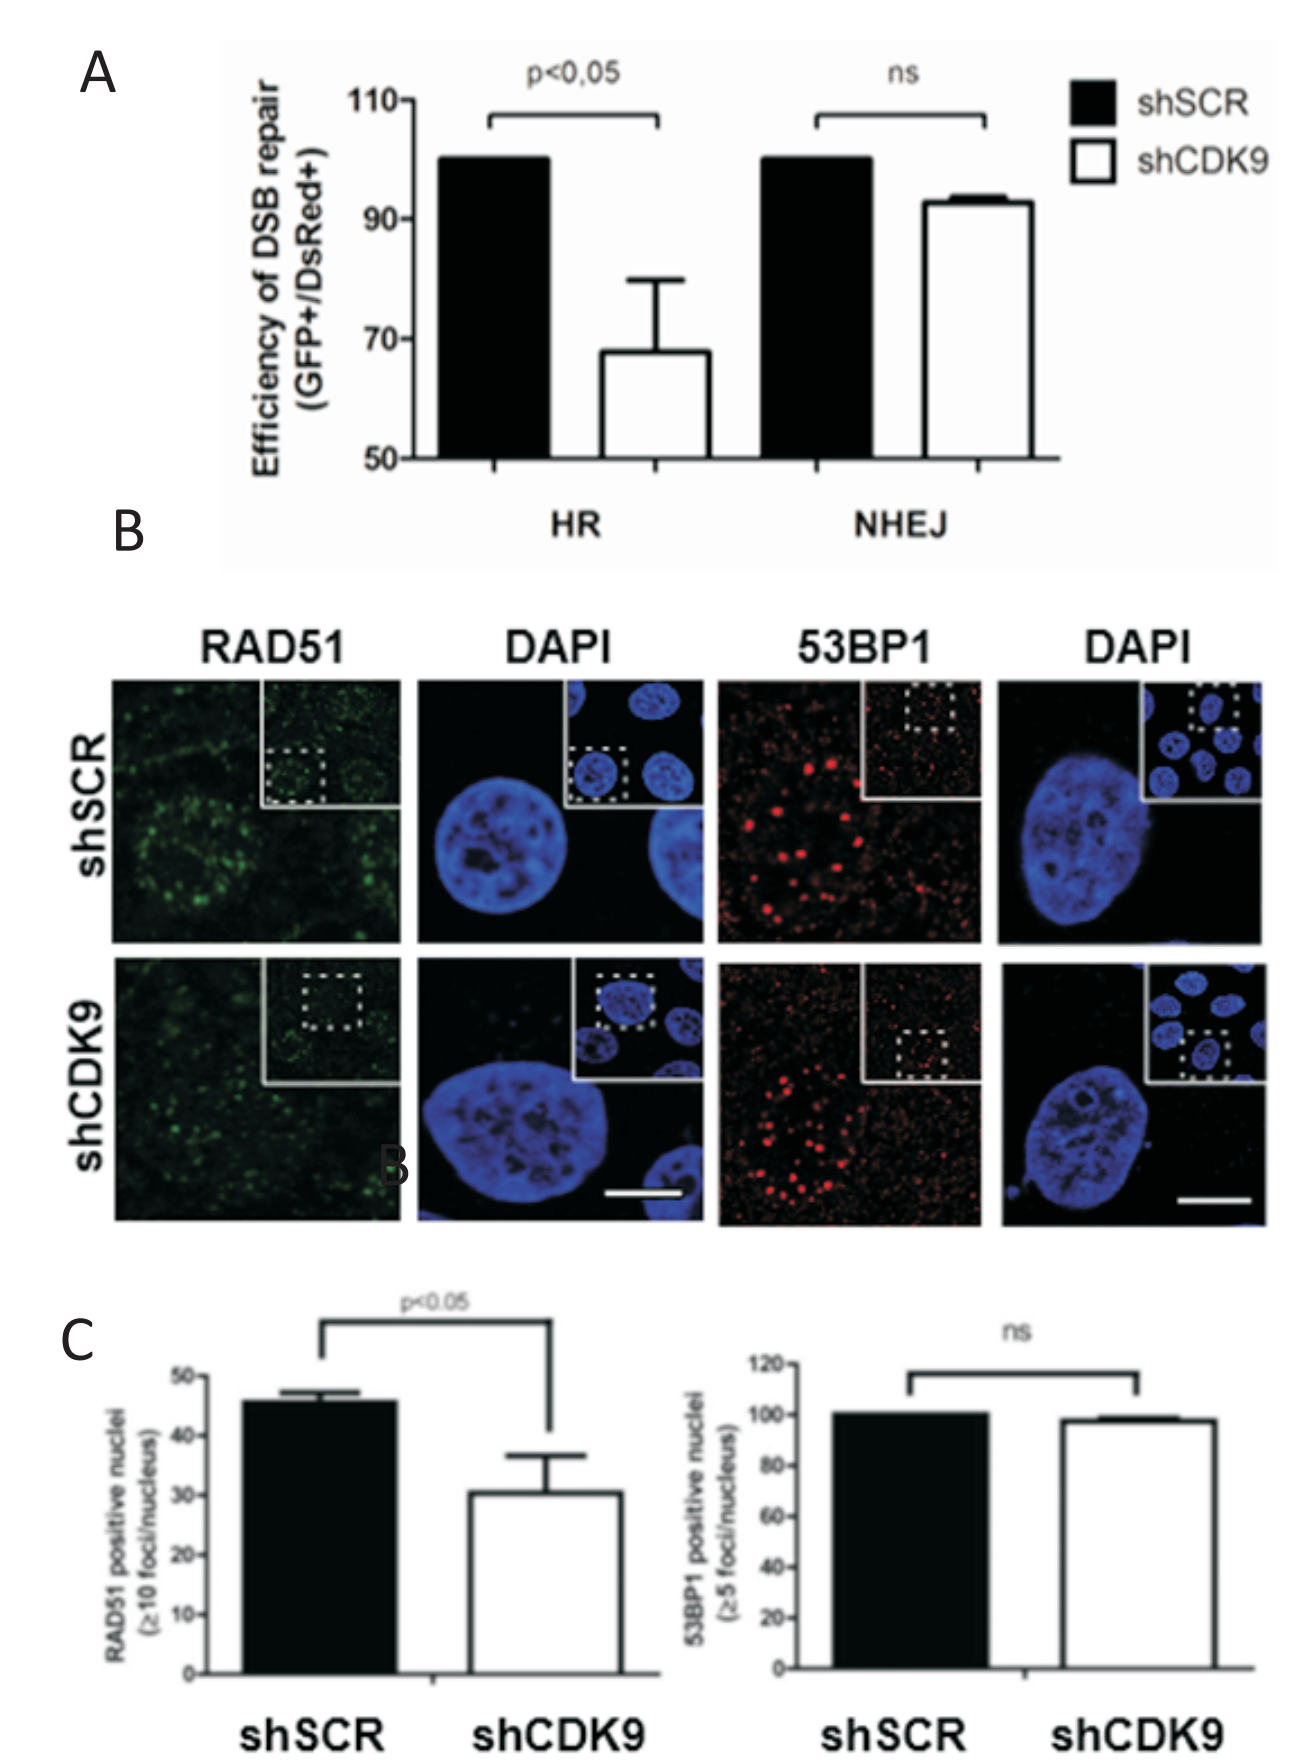 A
p<0,05
ns
shSCR
shCDK9
Efficiency of DSB repair
(GFP+/DsRed+)
110
90
70
50
HR
NHEJ
B
RAD51
DAPI
53BP1
DAPI
shSCR
shCDK9
B
C
p<0.05
RAD51 positive nuclei
(≥10 foci/nucleus)
50
40
30
20
10
0
shSCR
shCDK9
ns
53BP1 positive nuclei
(≥5 foci/nucleus)
120
100
80
60
40
20
0
shSCR
shCDK9